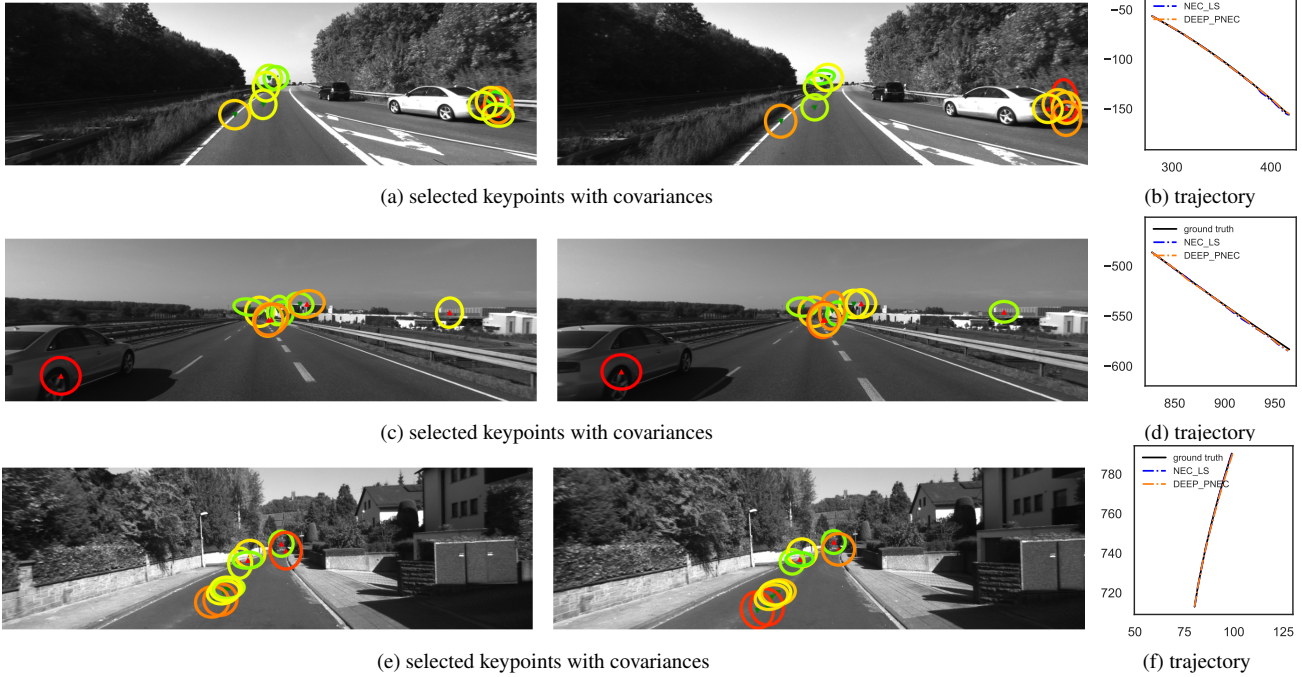 −50
−100
−150
NEC_LS
DEEP_PNEC
300
400
(a) selected keypoints with covariances
(b) trajectory
−500
−550
−600
ground truth
NEC_LS
DEEP_PNEC
850
900
950
(c) selected keypoints with covariances
(d) trajectory
780
760
740
720
ground truth
NEC_LS
DEEP_PNEC
50
75
100
125
(e) selected keypoints with covariances
(f) trajectory